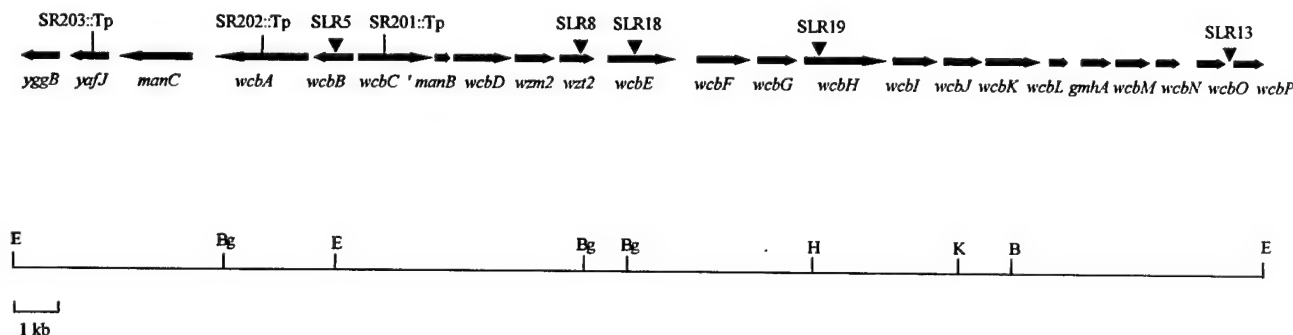 SR203::Tp SR202::Tp SLR5 SR201::Tp SLR8 SLR18 SLR19 SLR13
yggB yafJ manC wcbA wcbB wcbC 'manB wcbD wzm2 wzt2 wcbE wcbF wcbG wcbH wcbI wcbJ wcbK wcbL gmhA wcbM wcbN wcbO wcbP
E Bg E Bg Bg H K B E
1 kb